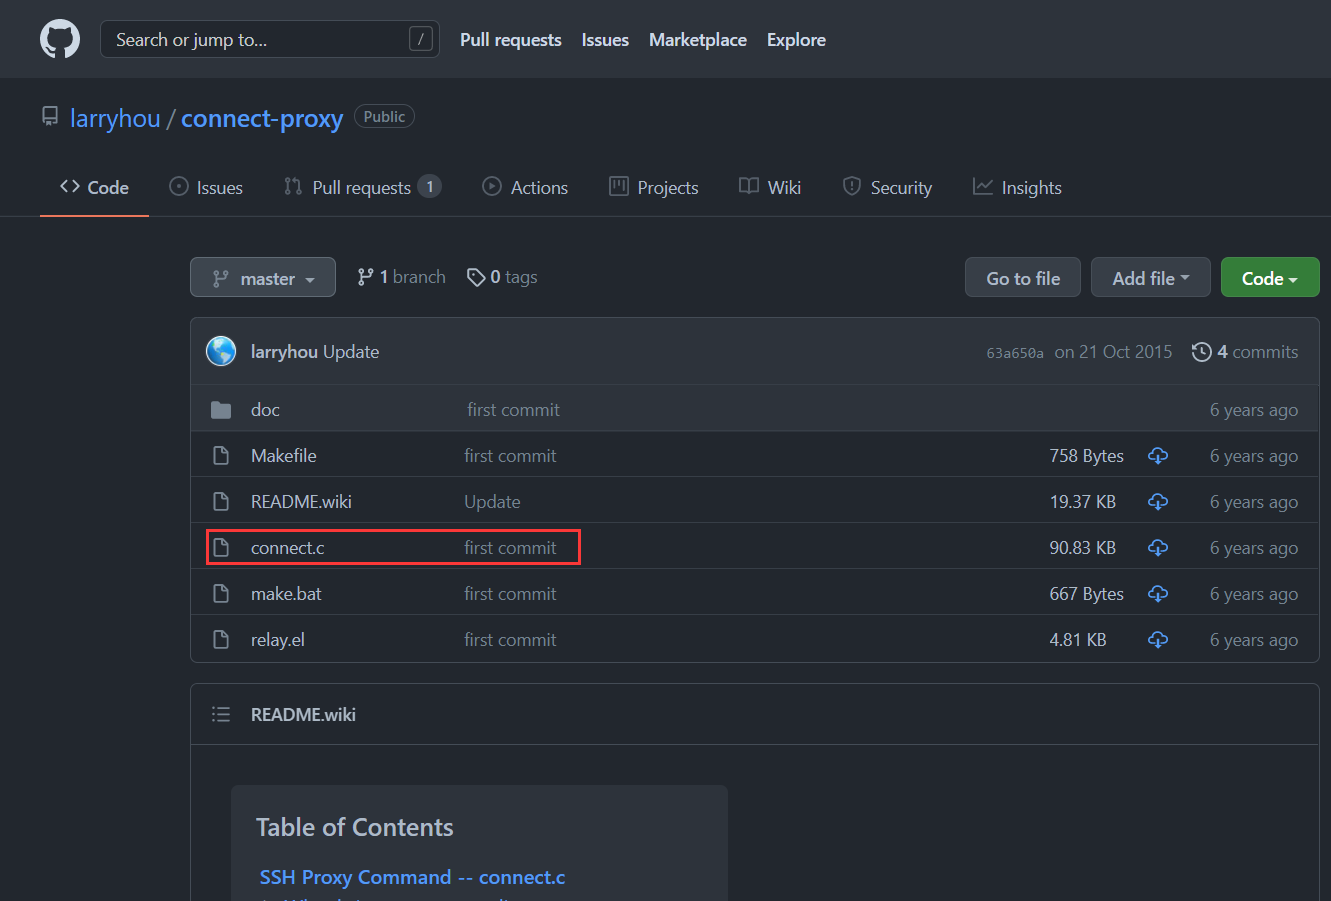 Search or jump to... / Pull requests Issues Marketplace Explore
larryhou / connect-proxy Public
Code Issues Pull requests 1 Actions Projects Wiki Security Insights
master 1 branch 0 tags Go to file Add file Code
larryhou Update 63a650a on 21 Oct 2015 4 commits
doc first commit 6 years ago
Makefile first commit 758 Bytes 6 years ago
README.wiki Update 19.37 KB 6 years ago
connect.c first commit 90.83 KB 6 years ago
make.bat first commit 667 Bytes 6 years ago
relay.el first commit 4.81 KB 6 years ago
README.wiki
Table of Contents
SSH Proxy Command -- connect.c